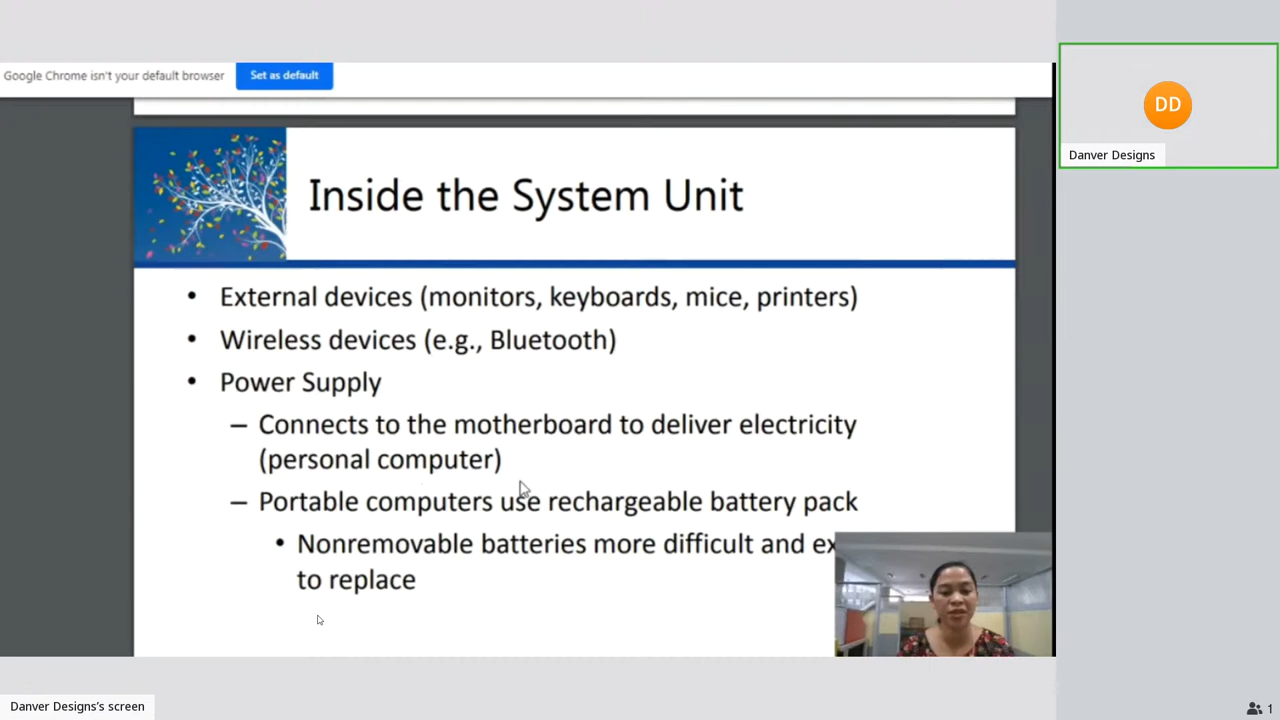 Google Chrome isn't your default browser Set as default
DD
Danver Designs
Inside the System Unit
• External devices (monitors, keyboards, mice, printers)
• Wireless devices (e.g., Bluetooth)
• Power Supply
– Connects to the motherboard to deliver electricity
(personal computer)
– Portable computers use rechargeable battery pack
• Nonremovable batteries more difficult and
to replace
Danver Designs's screen
1